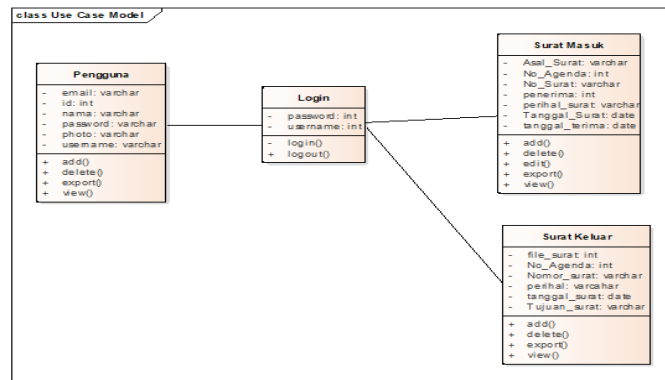 class Use Case Model
Pengguna
- email: varchar
- id: int
- nama: varchar
- password: varchar
- photo: varchar
- username: varchar
+ add()
+ delete()
+ export()
+ view()
Login
- password: int
- username: int
- login()
+ logout()
Surat Masuk
- Asal_Surat: varchar
- No_Agenda: int
- No_Surat: varchar
- penerima: int
- perihal_surat: varchar
- Tanggal_Surat: date
- tanggal_terima: date
+ add()
+ delete()
+ edit()
+ export()
+ view()
Surat Keluar
- file_surat: int
- No_Agenda: int
- Nomor_surat: varchar
- perihal: varcahar
- tanggal_surat: date
- Tujuan_surat: varchar
+ add()
+ delete()
+ export()
+ view()